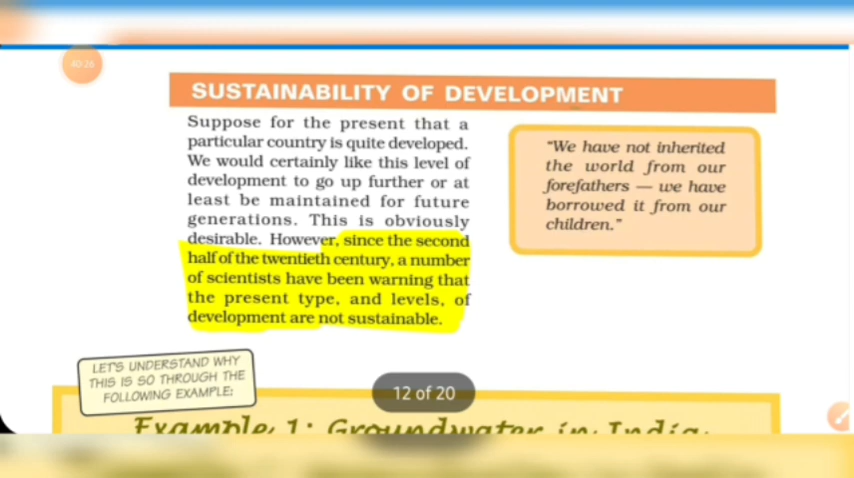 40:26
SUSTAINABILITY OF DEVELOPMENT
Suppose for the present that a
particular country is quite developed.
We would certainly like this level of
development to go up further or at
least be maintained for future
generations. This is obviously
desirable. However, since the second
half of the twentieth century, a number
of scientists have been warning that
the present type, and levels, of
development are not sustainable.
"We have not inherited
the world from our
forefathers — we have
borrowed it from our
children."
LET'S UNDERSTAND WHY
THIS IS SO THROUGH THE
FOLLOWING EXAMPLE:
12 of 20
Example 1: Groundwater in India